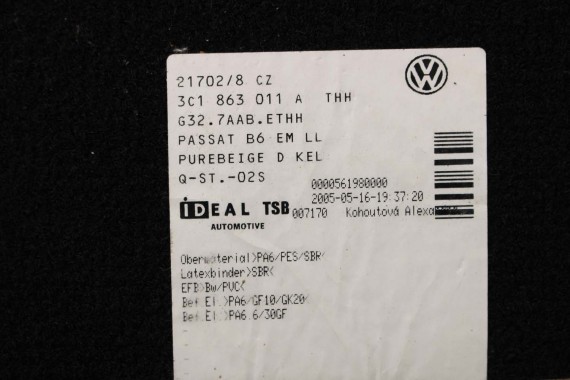 21702/8 CZ
3C1 863 011 A THH
G32.7AAB.ETHH
PASSAT B6 EM LL
PUREBEIGE D KEL
Q-ST.-02S
0000561980000
2005-05-16-19:37:20
iDEAL TSB 007170 Kohoutová Alexa
AUTOMOTIVE
Obermaterial>PA6/PES/SBR<
Latexbinder>SBR<
EFB>Bw/PVC<
Bef El.>PA6/GF10/GK20<
Bef El.>PA6.6/30GF